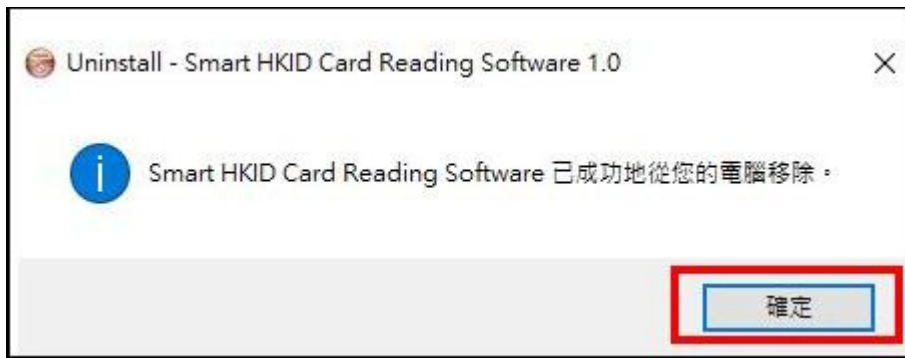 Uninstall - Smart HKID Card Reading Software 1.0
Smart HKID Card Reading Software 已成功地從您的電腦移除。
確定